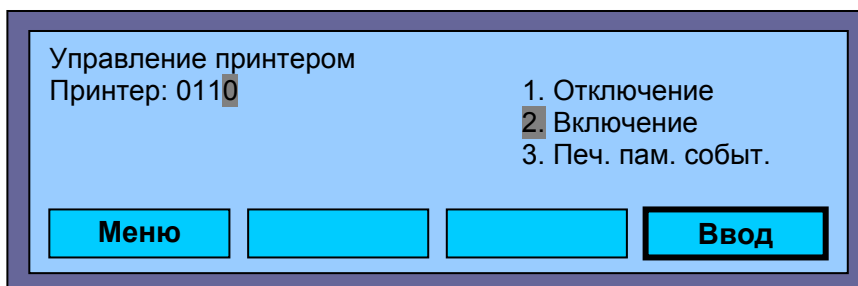 Управление принтером
Принтер: 0110
1. Отключение
2. Включение
3. Печ. пам. событ.
Меню
Ввод